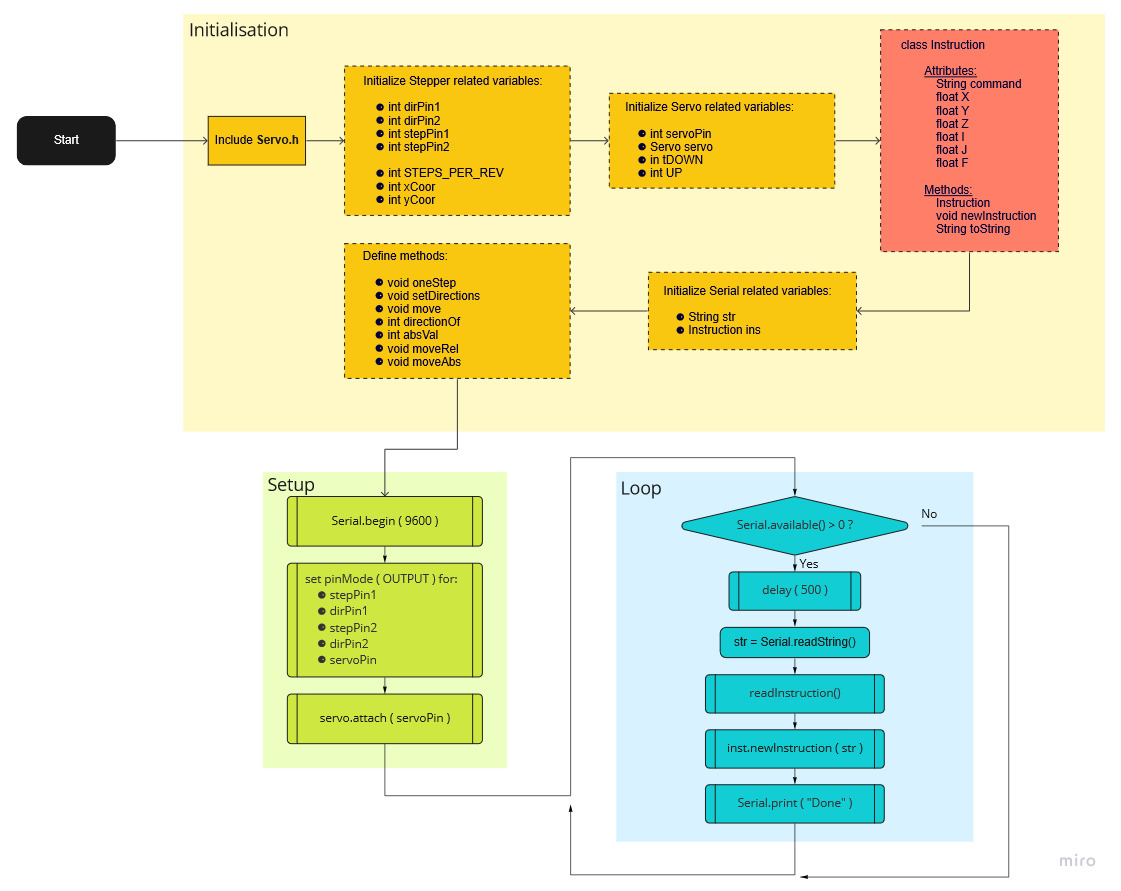 Initialisation
Start
Include Servo.h
Initialize Stepper related variables:
int dirPin1
int dirPin2
int stepPin1
int stepPin2
int STEPS_PER_REV
int xCoor
int yCoor
Initialize Servo related variables:
int servoPin
Servo servo
in tDOWN
int UP
class Instruction
Attributes:
String command
float X
float Y
float Z
float I
float J
float F
Methods:
Instruction
void newInstruction
String toString
Initialize Serial related variables:
String str
Instruction ins
Define methods:
void oneStep
void setDirections
void move
int directionOf
int absVal
void moveRel
void moveAbs
Setup
Serial.begin ( 9600 )
set pinMode ( OUTPUT ) for:
stepPin1
dirPin1
stepPin2
dirPin2
servoPin
servo.attach ( servoPin )
Loop
Serial.available() > 0 ?
No
Yes
delay ( 500 )
str = Serial.readString()
readInstruction()
inst.newInstruction ( str )
Serial.print ( "Done" )
miro